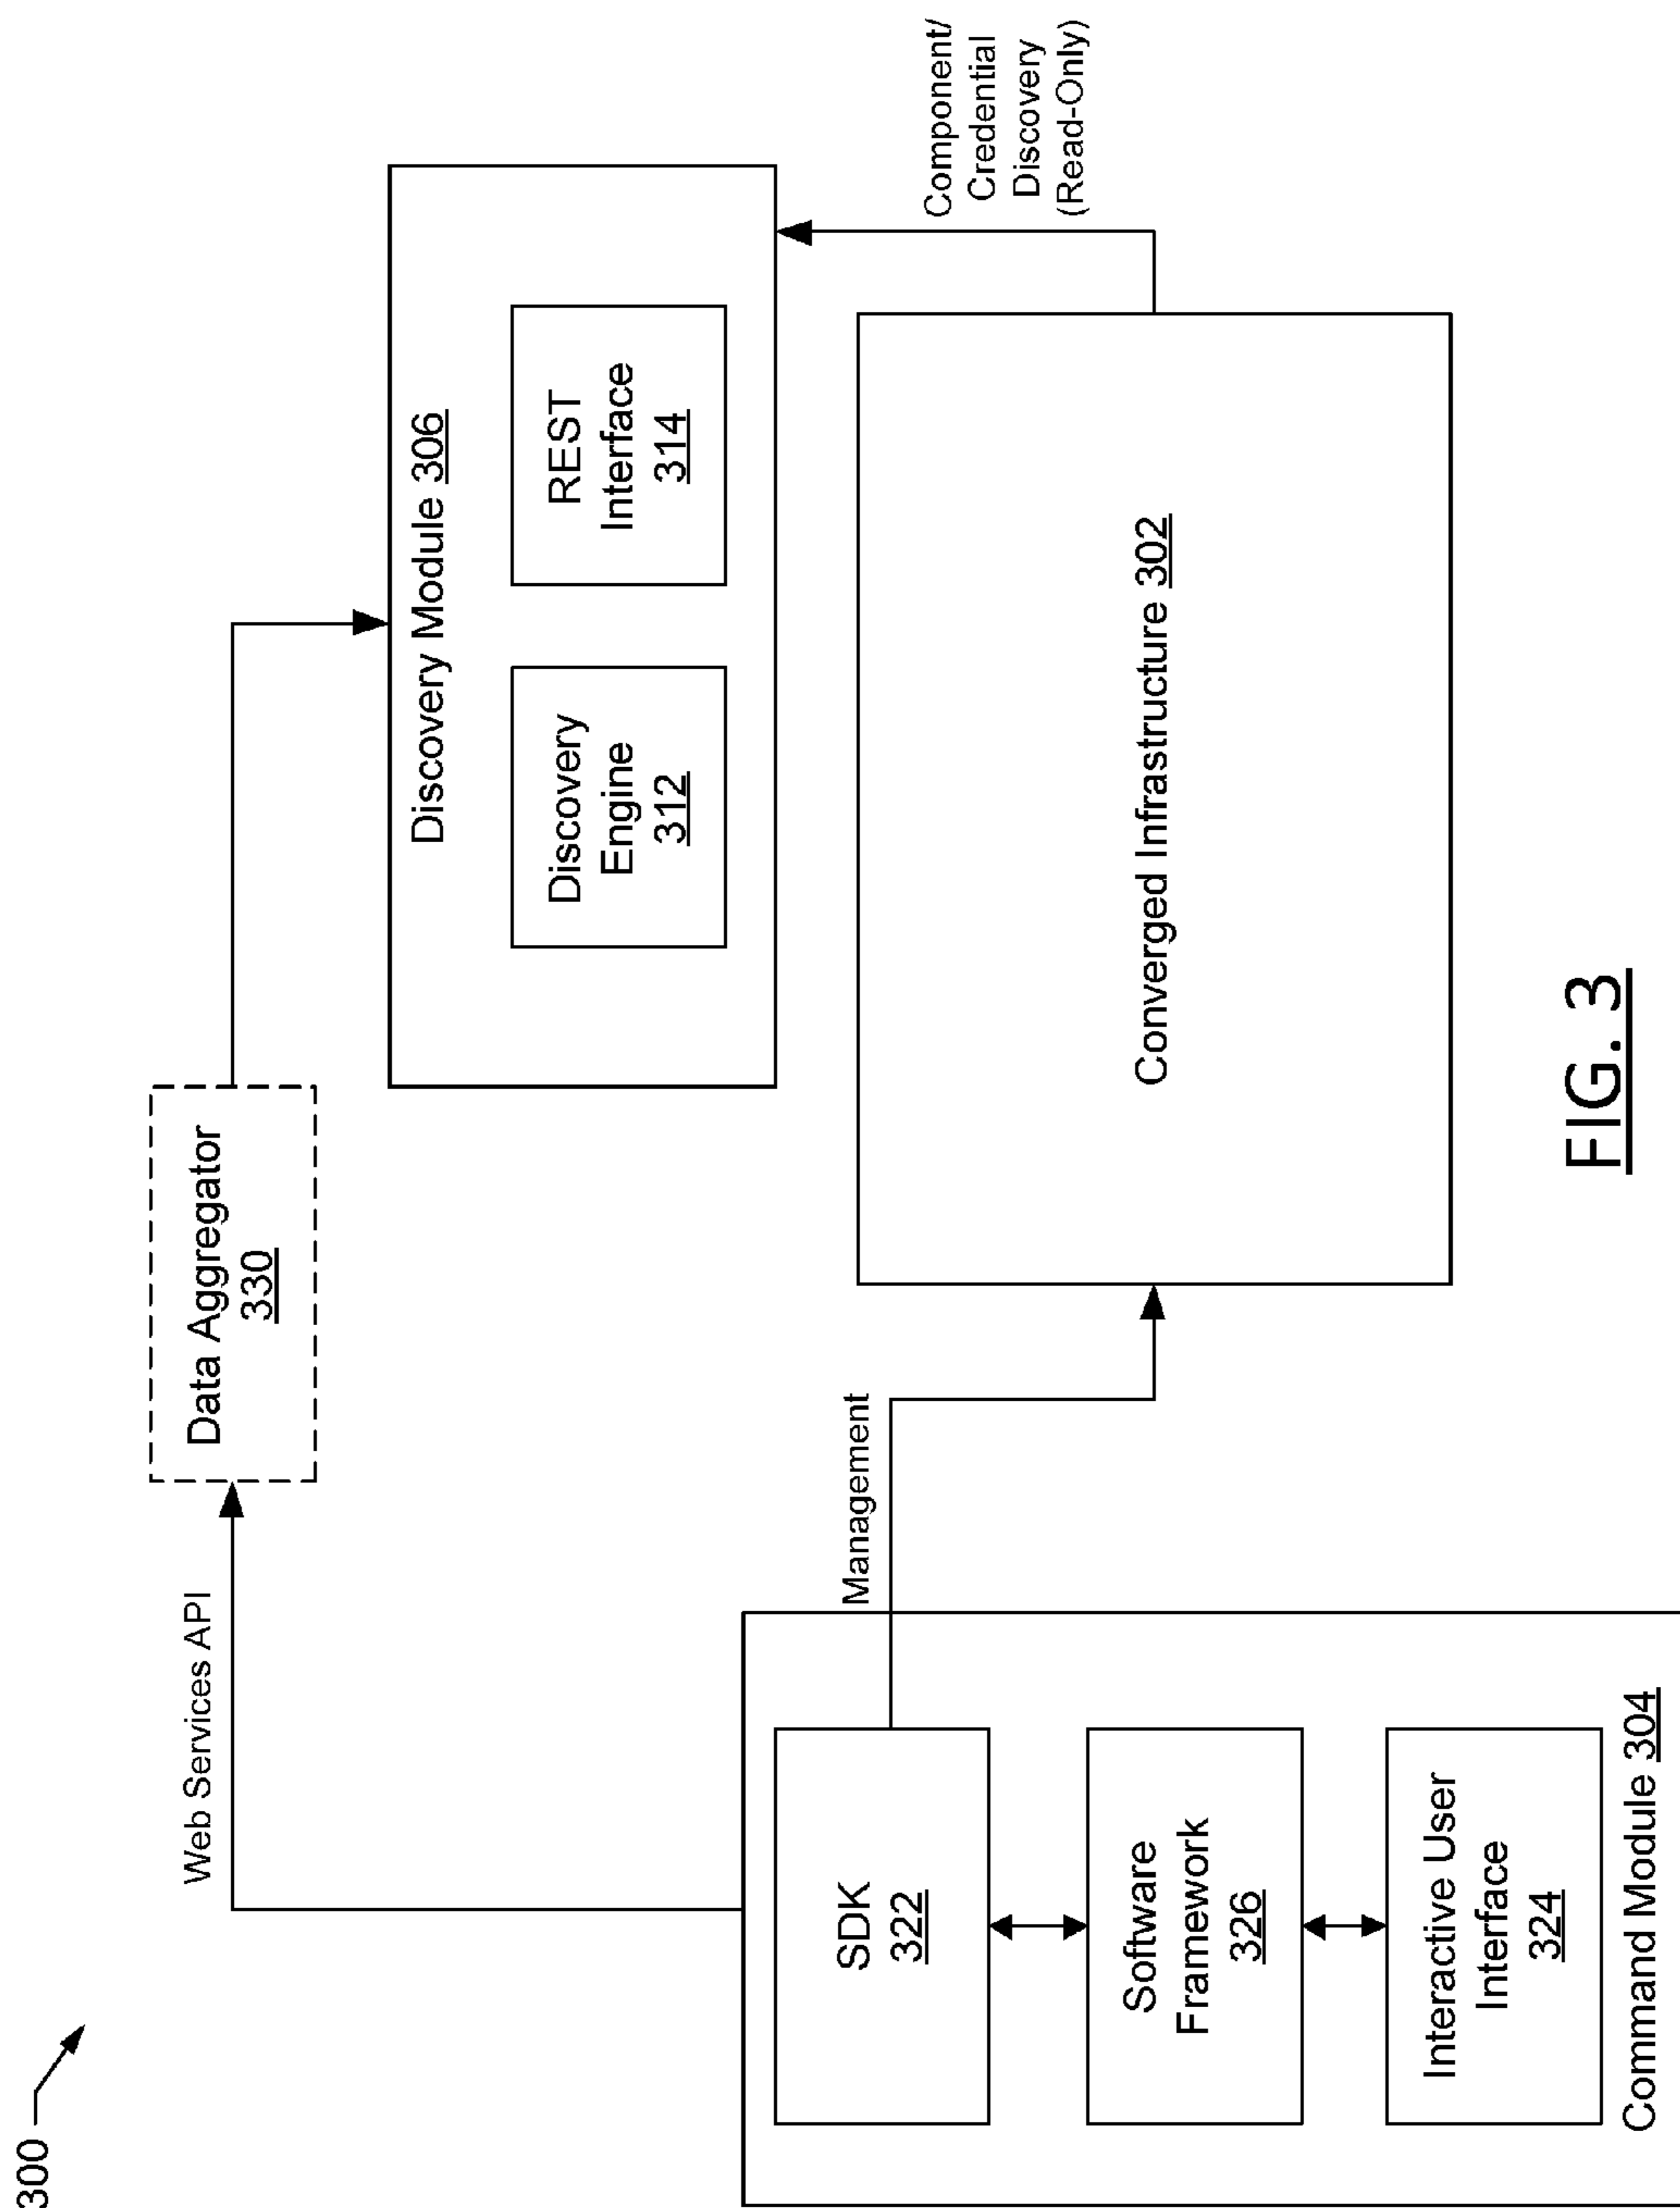 300
Web Services API
Data Aggregator
330
Discovery Module 306
Discovery
Engine
312
REST
Interface
314
Component/
Credential
Discovery
(Read-Only)
Management
SDK
322
Software
Framework
326
Interactive User
Interface
324
Command Module 304
Converged Infrastructure 302
FIG. 3